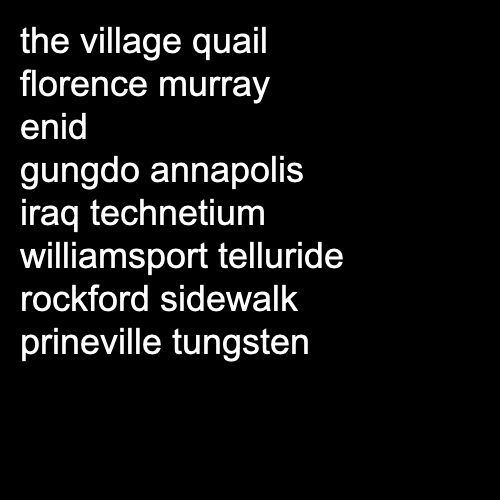 the village quail
florence murray
enid
gungdo annapolis
iraq technetium
williamsport telluride
rockford sidewalk
prineville tungsten